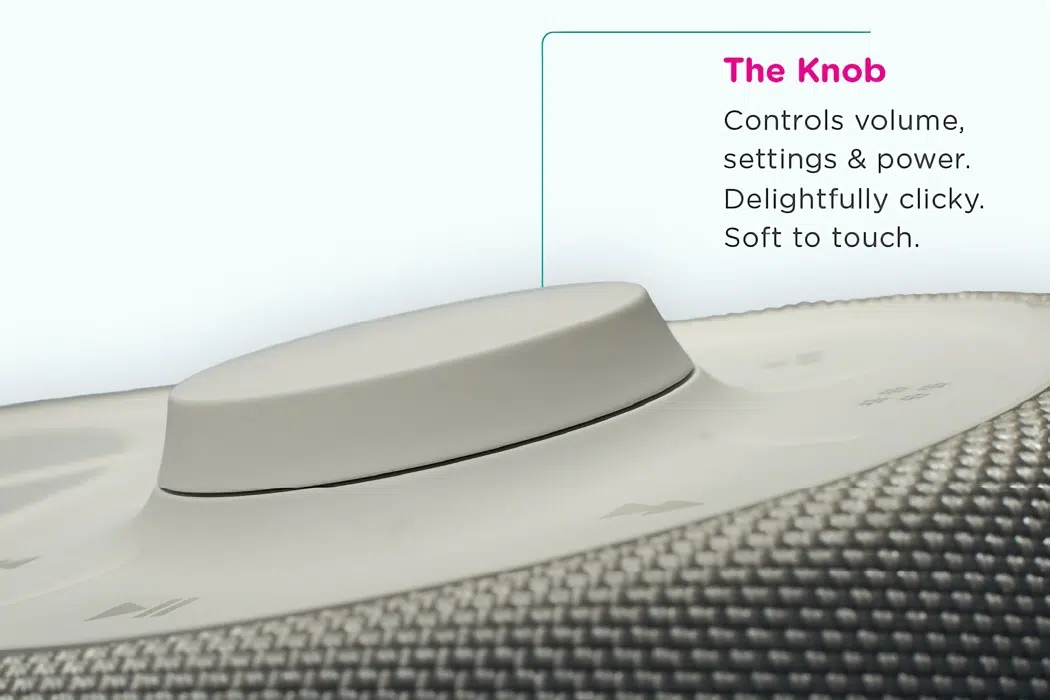 The Knob
Controls volume,
settings & power.
Delightfully clicky.
Soft to touch.